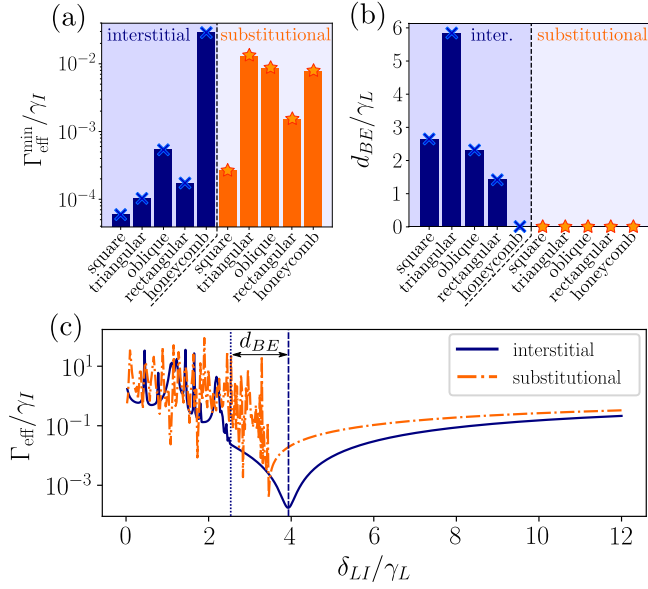 (a)
interstitial substitutional
Γ_eff^min/γ_I
10^−2
10^−3
10^−4
square
triangular
oblique
rectangular
honeycomb
square
triangular
oblique
rectangular
honeycomb
(b)
inter. substitutional
d_BE/γ_L
6
5
4
3
2
1
0
square
triangular
oblique
rectangular
honeycomb
square
triangular
oblique
rectangular
honeycomb
(c)
d_BE
interstitial
substitutional
Γ_eff/γ_I
10^1
10^−1
10^−3
0 2 4 6 8 10 12
δ_LI/γ_L